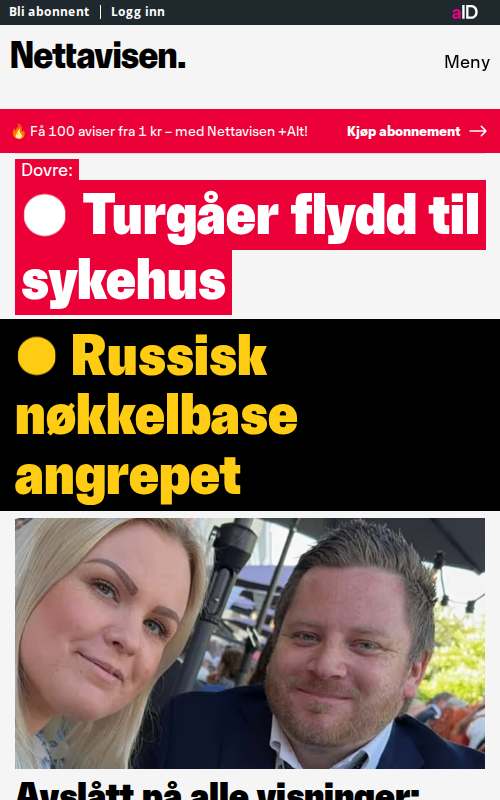 Bli abonnent | Logg inn
aID
Nettavisen.
Meny
🔥 Få 100 aviser fra 1 kr – med Nettavisen +Alt!
Kjøp abonnement →
Dovre:
Turgåer flydd til
sykehus
Russisk
nøkkelbase
angrepet
Avslått på alle visninger: